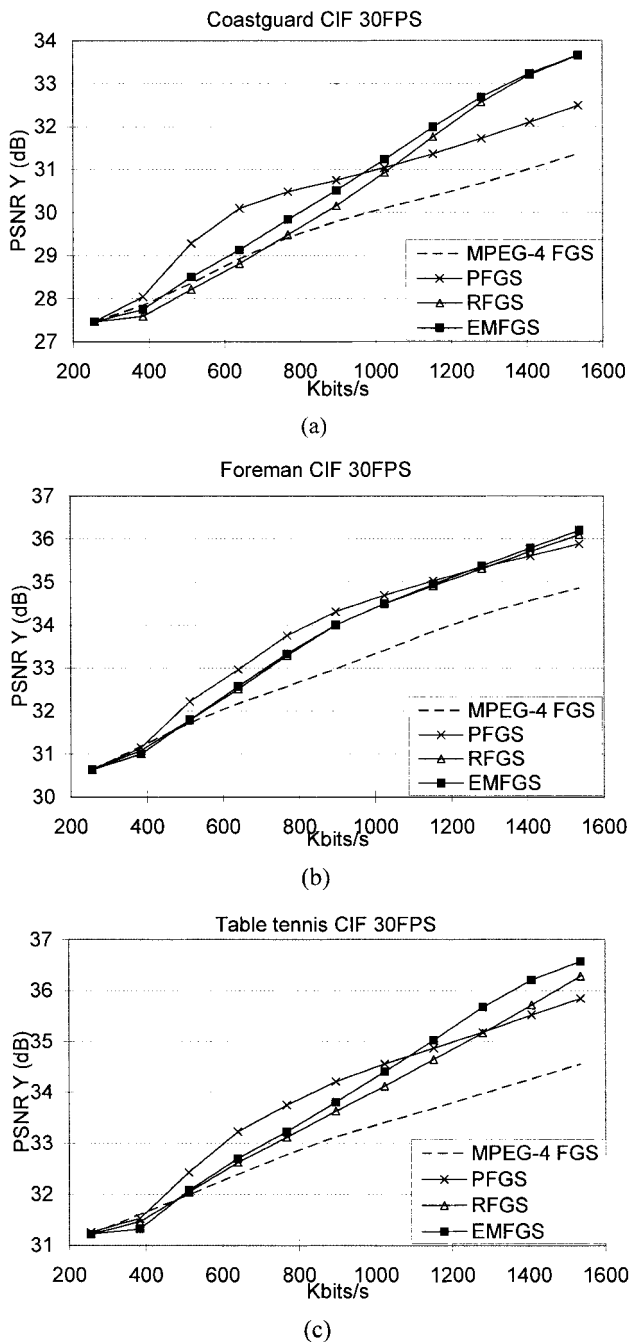 Coastguard CIF 30FPS
34
33
32
31
30
29
28
27
PSNR Y (dB)
MPEG-4 FGS
PFGS
RFGS
EMFGS
200 400 600 800 1000 1200 1400 1600
Kbits/s
(a)
Foreman CIF 30FPS
37
36
35
34
33
32
31
30
PSNR Y (dB)
MPEG-4 FGS
PFGS
RFGS
EMFGS
200 400 600 800 1000 1200 1400 1600
Kbits/s
(b)
Table tennis CIF 30FPS
37
36
35
34
33
32
31
PSNR Y (dB)
MPEG-4 FGS
PFGS
RFGS
EMFGS
200 400 600 800 1000 1200 1400 1600
Kbits/s
(c)